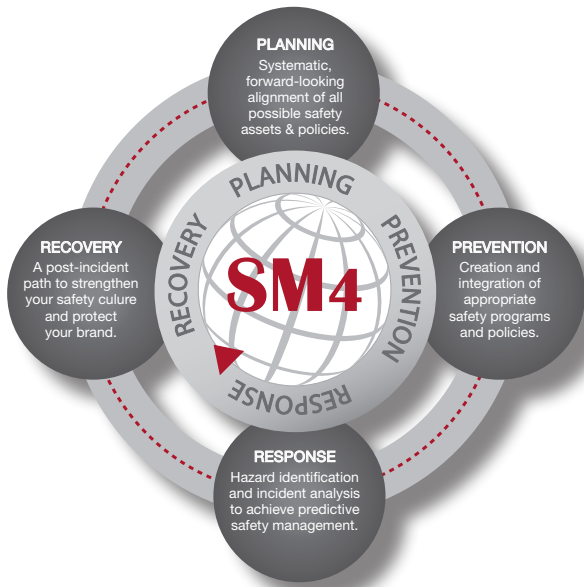 PLANNING
Systematic,
forward-looking
alignment of all
possible safety
assets & policies.
PLANNING
PREVENTION
RESPONSE
RECOVERY
SM4
RECOVERY
A post-incident
path to strengthen
your safety culure
and protect
your brand.
PREVENTION
Creation and
integration of
appropriate
safety programs
and policies.
RESPONSE
Hazard identification
and incident analysis
to achieve predictive
safety management.